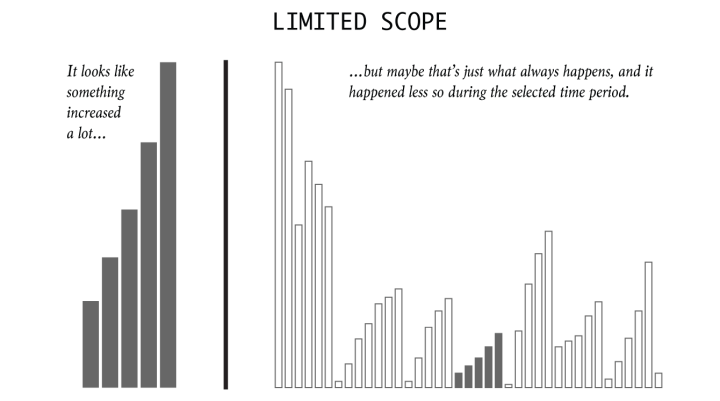 LIMITED SCOPE
It looks like
something
increased
a lot...
...but maybe that's just what always happens, and it
happened less so during the selected time period.